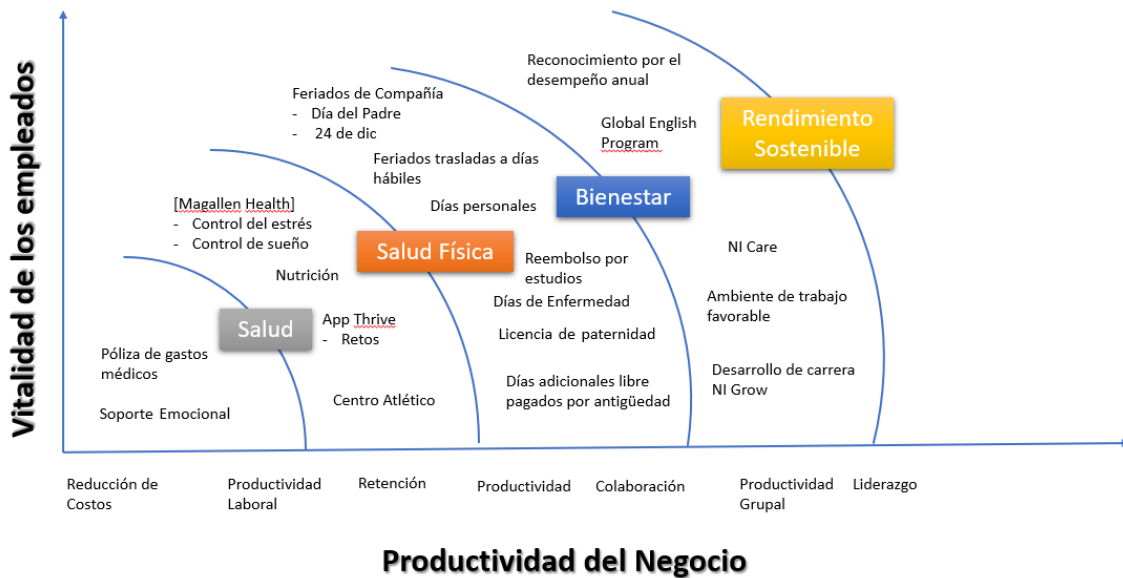 Vitalidad de los empleados
Reconocimiento por el
desempeño anual
Feriados de Compañía
- Día del Padre
- 24 de dic
Global English
Program
Rendimiento
Sostenible
Feriados trasladas a días
hábiles
Días personales
Bienestar
[Magallen Health]
- Control del estrés
- Control de sueño
Salud Física
Nutrición
Reembolso por
estudios
NI Care
Días de Enfermedad
Ambiente de trabajo
favorable
Salud
App Thrive
- Retos
Licencia de paternidad
Póliza de gastos
médicos
Días adicionales libre
pagados por antigüedad
Desarrollo de carrera
NI Grow
Soporte Emocional
Centro Atlético
Reducción de
Costos
Productividad
Laboral
Retención
Productividad
Colaboración
Productividad
Grupal
Liderazgo
Productividad del Negocio